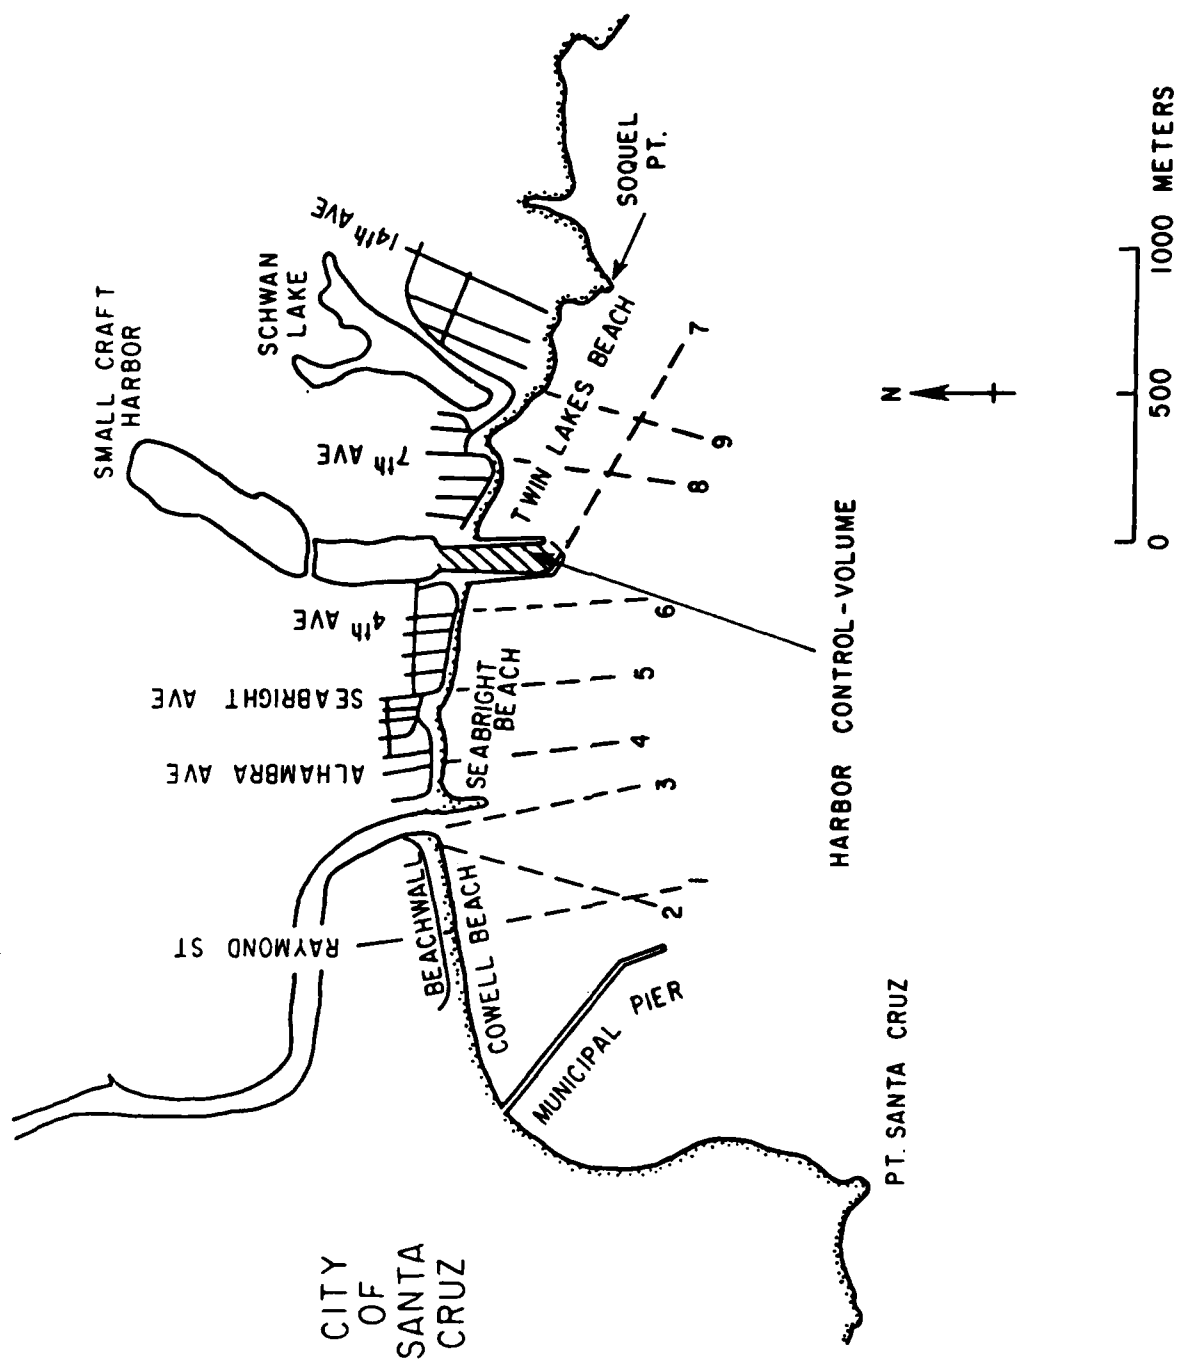 CITY
OF
SANTA
CRUZ
RAYMOND ST
ALHAMBRA AVE
SEABRIGHT AVE
4th AVE
SMALL CRAFT
HARBOR
7th AVE
SCHWAN
LAKE
14th AVE
BEACHWALL
COWELL BEACH
SEABRIGHT
BEACH
TWIN LAKES BEACH
SOQUEL
PT.
MUNICIPAL PIER
PT. SANTA CRUZ
1
2
3
4
5
6
7
8
9
HARBOR CONTROL-VOLUME
N
0 500 1000 METERS